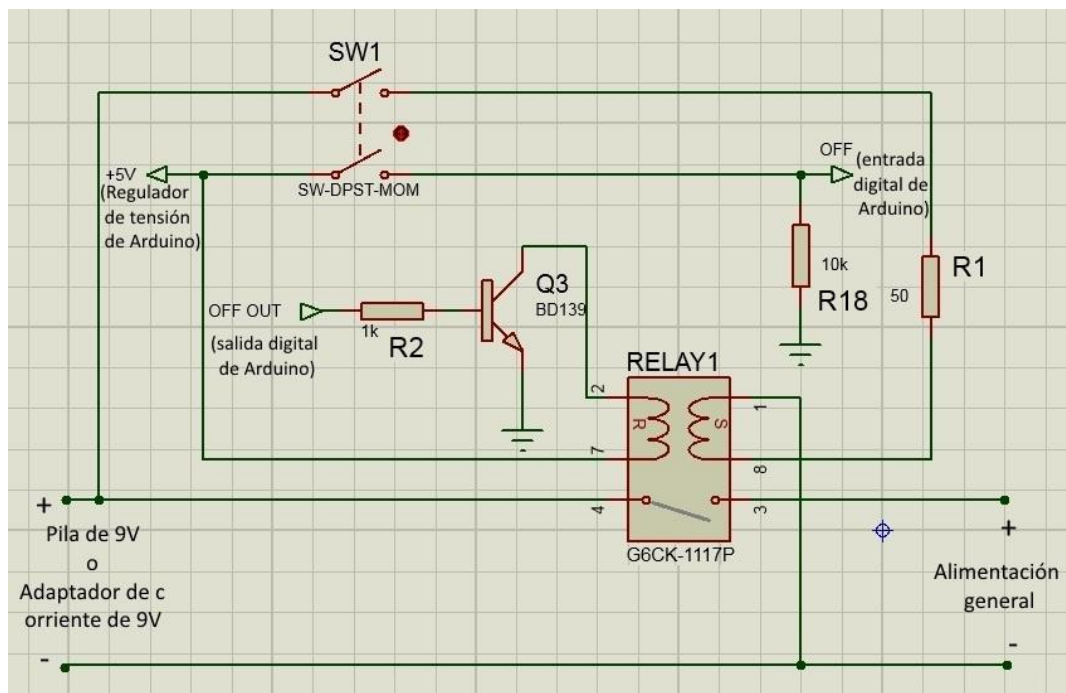 SW1
SW-DPST-MOM
+5V
(Regulador
de tensión
de Arduino)
OFF
(entrada
digital de
Arduino)
OFF OUT
(salida digital
de Arduino)
1k
R2
Q3
BD139
10k
R18
50
R1
RELAY1
2
7
4
R
S
1
8
3
G6CK-1117P
+
Pila de 9V
o
Adaptador de c
orriente de 9V
-
+
Alimentación
general
-